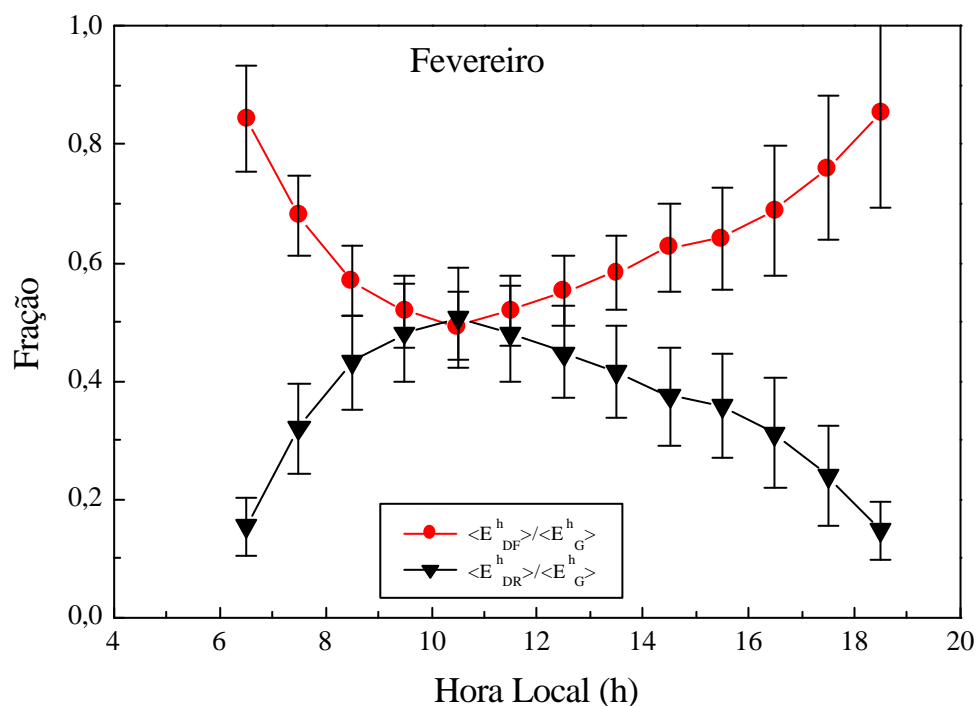 Fevereiro
1,0
0,8
0,6
0,4
0,2
0,0
Fração
<E^h_DF>/<E^h_G>
<E^h_DR>/<E^h_G>
4 6 8 10 12 14 16 18 20
Hora Local (h)